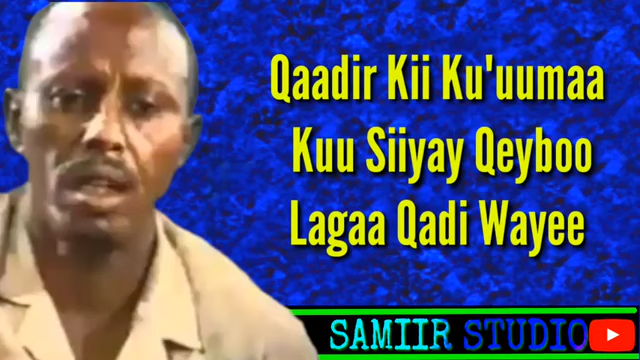 Qaadir Kii Ku'uumaa
Kuu Siiyay Qeyboo
Lagaa Qadi Wayee
SAMIIR STUDIO